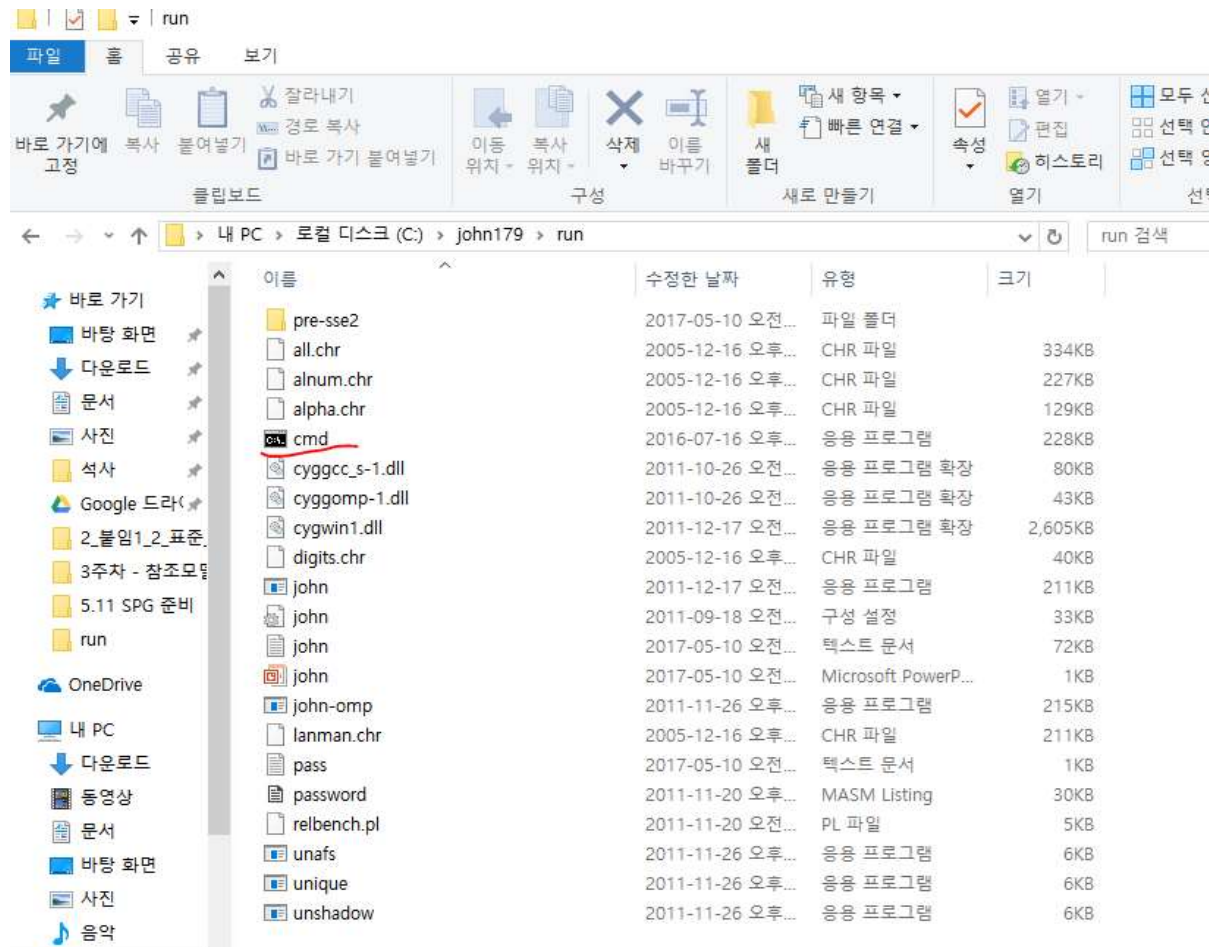 run
파일 홈 공유 보기
바로 가기에 고정
복사
붙여넣기
잘라내기
경로 복사
바로 가기 붙여넣기
클립보드
이동 위치
복사 위치
삭제
이름 바꾸기
구성
새 폴더
새 항목
빠른 연결
새로 만들기
속성
열기
편집
히스토리
열기
모두
선택
선택
← → ↑ > 내 PC > 로컬 디스크 (C:) > john179 > run
run 검색
이름 수정한 날짜 유형 크기
바로 가기
바탕 화면
다운로드
문서
사진
석사
Google 드라
2_붙임1_2_표준_
3주차 - 참조모
5.11 SPG 준비
run
OneDrive
내 PC
다운로드
동영상
문서
바탕 화면
사진
음악
pre-sse2 2017-05-10 오전... 파일 폴더
all.chr 2005-12-16 오후... CHR 파일 334KB
alnum.chr 2005-12-16 오후... CHR 파일 227KB
alpha.chr 2005-12-16 오후... CHR 파일 129KB
cmd 2016-07-16 오후... 응용 프로그램 228KB
cyggcc_s-1.dll 2011-10-26 오전... 응용 프로그램 확장 80KB
cyggomp-1.dll 2011-10-26 오전... 응용 프로그램 확장 43KB
cygwin1.dll 2011-12-17 오전... 응용 프로그램 확장 2,605KB
digits.chr 2005-12-16 오후... CHR 파일 40KB
john 2011-12-17 오전... 응용 프로그램 211KB
john 2011-09-18 오전... 구성 설정 33KB
john 2017-05-10 오전... 텍스트 문서 72KB
john 2017-05-10 오전... Microsoft PowerP... 1KB
john-omp 2011-11-26 오후... 응용 프로그램 215KB
lanman.chr 2005-12-16 오후... CHR 파일 211KB
pass 2017-05-10 오전... 텍스트 문서 1KB
password 2011-11-20 오후... MASM Listing 30KB
relbench.pl 2011-11-20 오전... PL 파일 5KB
unafs 2011-11-26 오후... 응용 프로그램 6KB
unique 2011-11-26 오후... 응용 프로그램 6KB
unshadow 2011-11-26 오후... 응용 프로그램 6KB